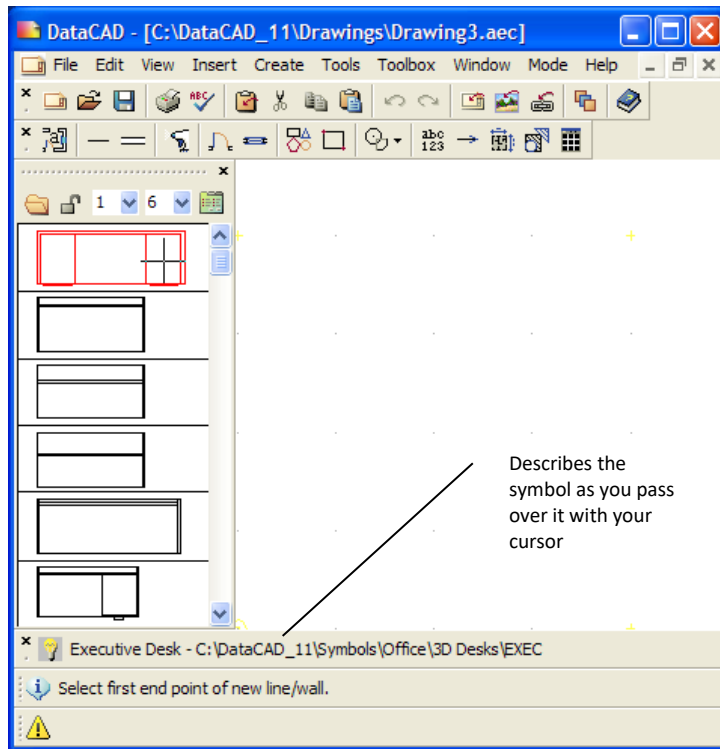 DataCAD - [C:\DataCAD_11\Drawings\Drawing3.aec]
File Edit View Insert Create Tools Toolbox Window Mode Help
ABC
abc
123
1 6
Describes the
symbol as you pass
over it with your
cursor
Executive Desk - C:\DataCAD_11\Symbols\Office\3D Desks\EXEC
Select first end point of new line/wall.